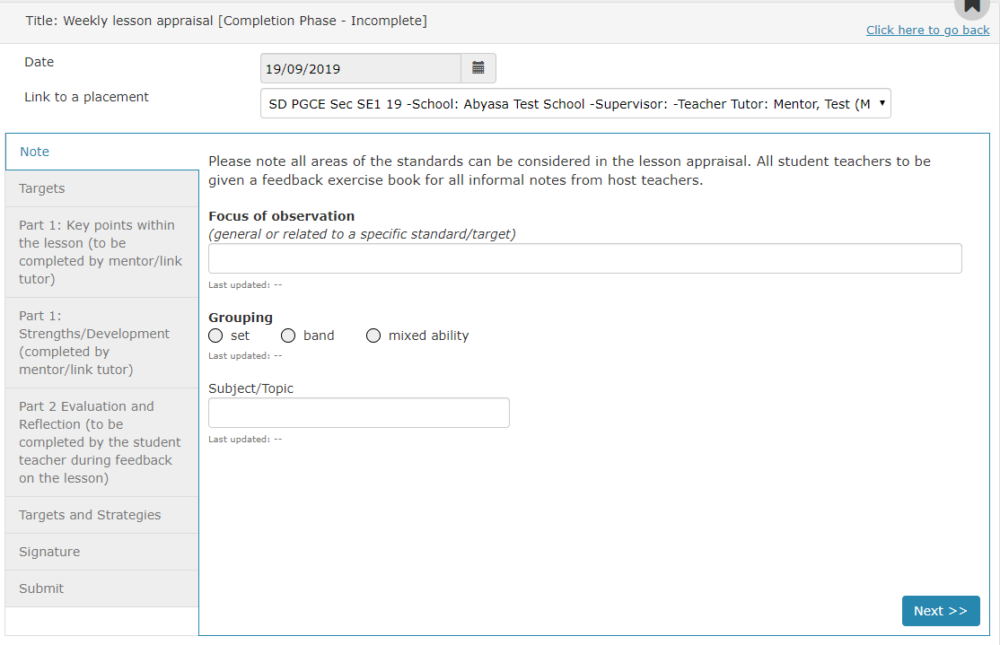 Title: Weekly lesson appraisal [Completion Phase - Incomplete]
Click here to go back
Date
19/09/2019
Link to a placement
SD PGCE Sec SE1 19 -School: Abyasa Test School -Supervisor: -Teacher Tutor: Mentor, Test (M
Note
Targets
Part 1: Key points within
the lesson (to be
completed by mentor/link
tutor)
Part 1:
Strengths/Development
(completed by
mentor/link tutor)
Part 2 Evaluation and
Reflection (to be
completed by the student
teacher during feedback
on the lesson)
Targets and Strategies
Signature
Submit
Please note all areas of the standards can be considered in the lesson appraisal. All student teachers to be
given a feedback exercise book for all informal notes from host teachers.
Focus of observation
(general or related to a specific standard/target)
Last updated: --
Grouping
set band mixed ability
Last updated: --
Subject/Topic
Last updated: --
Next >>